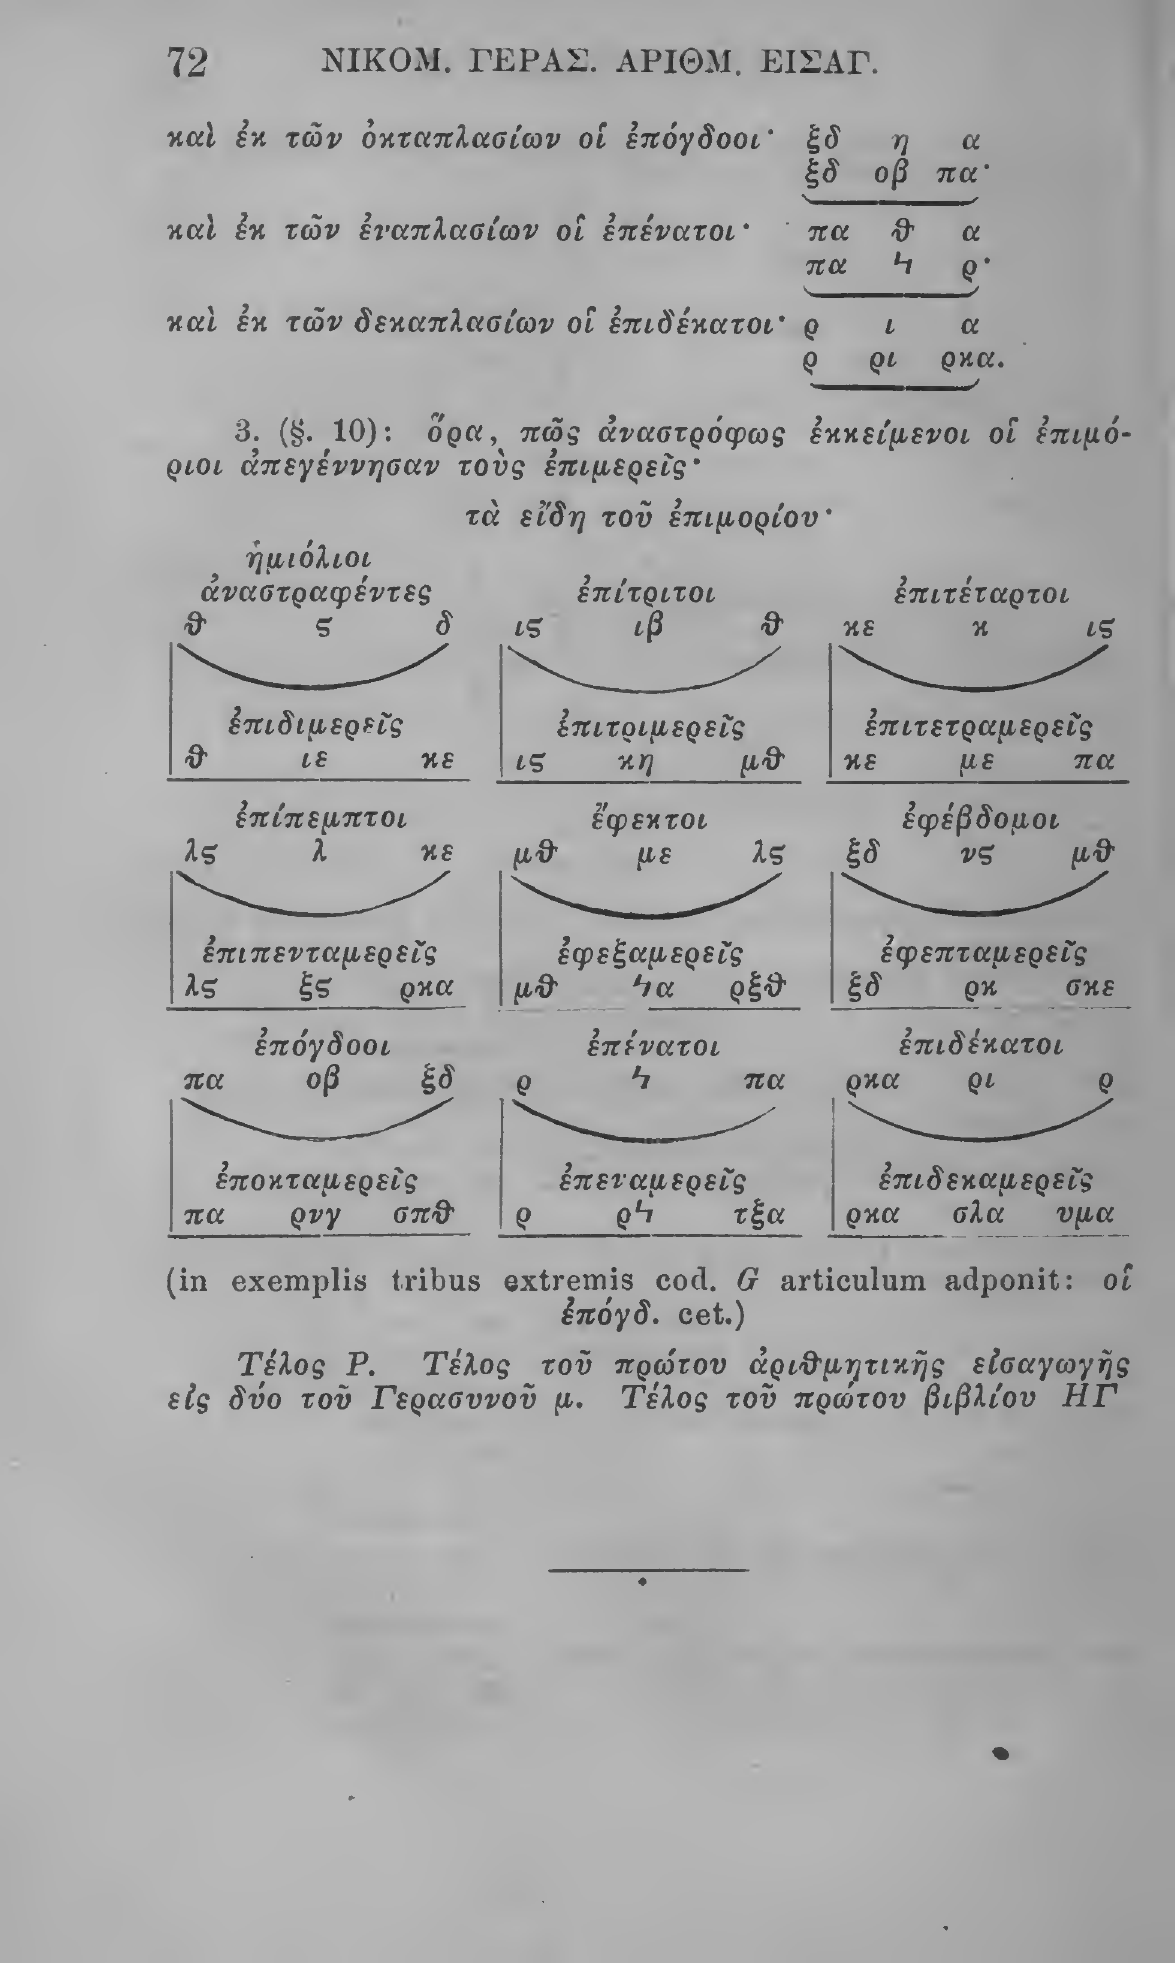 72 ΝΙΚΟΜ. ΓΕΡΑΣ. ΑΡΙΘΜ. ΕΙΣΑΓ.
καὶ ἐκ τῶν ὀκταπλασίων οἱ ἐπόγδοοι· ξδ η α
ξδ οβ πα·
καὶ ἐκ τῶν ἐναπλασίων οἱ ἐπένατοι· πα ϑ α
πα ϟ ρ·
καὶ ἐκ τῶν δεκαπλασίων οἱ ἐπιδέκατοι· ρ ι α
ρ ρι ρκα.
3. (§. 10): ὅρα, πῶς ἀναστρόφως ἐκκείμενοι οἱ ἐπιμό-
ριοι ἀπεγέννησαν τοὺς ἐπιμερεῖς·
τὰ εἴδη τοῦ ἐπιμορίου·
ἡμιόλιοι
ἀναστραφέντες ἐπίτριτοι ἐπιτέταρτοι
ϑ ϛ δ ιϛ ιβ ϑ κε κ ιϛ
ἐπιδιμερεῖς ἐπιτριμερεῖς ἐπιτετραμερεῖς
ϑ ιε κε ιϛ κη μϑ κε με πα
ἐπίπεμπτοι ἔφεκτοι ἐφέβδομοι
λϛ λ κε μϑ με λϛ ξδ νϛ μϑ
ἐπιπενταμερεῖς ἐφεξαμερεῖς ἐφεπταμερεῖς
λϛ ξϛ ρκα μϑ ϟα ρξϑ ξδ ρκ σκε
ἐπόγδοοι ἐπένατοι ἐπιδέκατοι
πα οβ ξδ ρ ϟ πα ρκα ρι ρ
ἐποκταμερεῖς ἐπεναμερεῖς ἐπιδεκαμερεῖς
πα ρνγ σπϑ ρ ρϟ τξα ρκα σλα υμα
(in exemplis tribus extremis cod. G articulum adponit: οἱ
ἐπόγδ. cet.)
Τέλος P. Τέλος τοῦ πρώτου ἀριϑμητικῆς εἰσαγωγῆς
εἰς δύο τοῦ Γερασυνοῦ μ. Τέλος τοῦ πρώτου βιβλίου ΗΓ